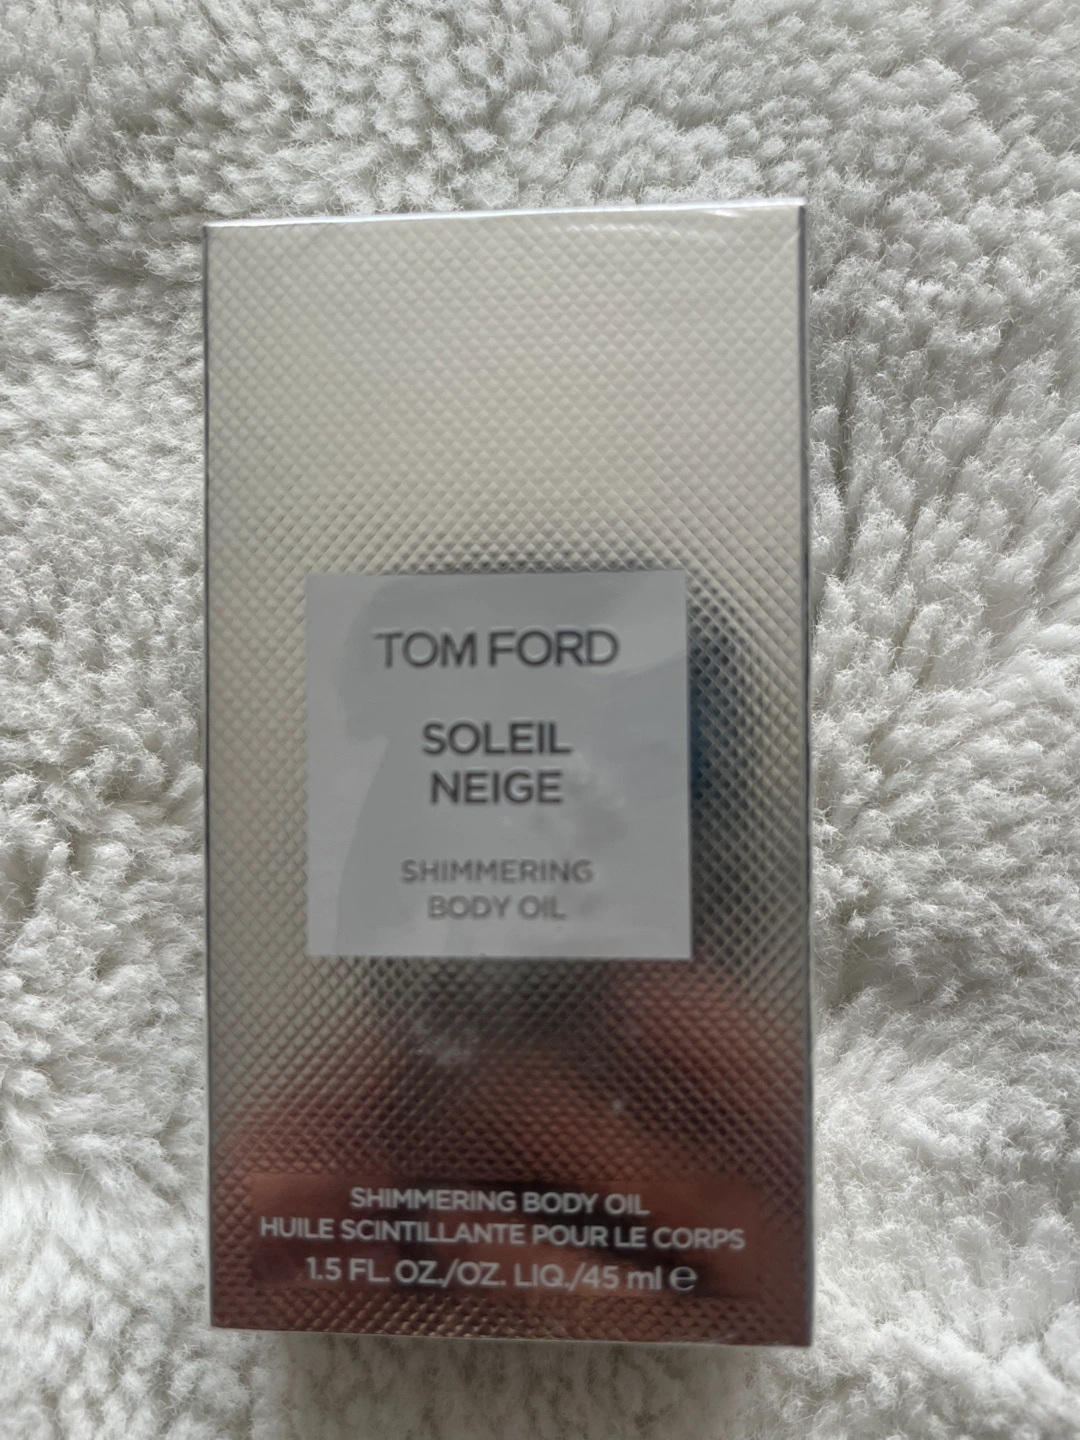 TOM FORD
SOLEIL
NEIGE
SHIMMERING
BODY OIL
SHIMMERING BODY OIL
HUILE SCINTILLANTE POUR LE CORPS
1.5 FL. OZ./OZ. LIQ./45 ml ℮